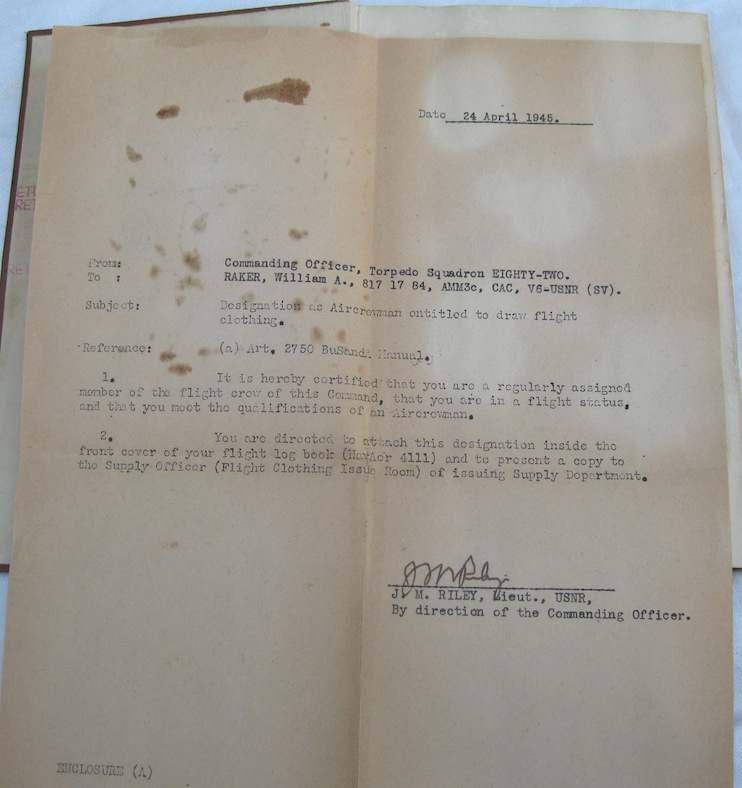 Date 24 April 1945.
From: Commanding Officer, Torpedo Squadron EIGHTY-TWO.
To : RAKER, William A., 817 17 84, AMM3c, CAC, V6-USNR (SV).
Subject: Designation as Aircrewman entitled to draw flight
clothing.
Reference: (a) Art. 2750 BuSandA Manual.
1. It is hereby certified that you are a regularly assigned
member of the flight crew of this Command, that you are in a flight status,
and that you meet the qualifications of an Aircrewman.
2. You are directed to attach this designation inside the
front cover of your flight log book (NavAer 4111) and to present a copy to
the Supply Officer (Flight Clothing Issue Room) of issuing Supply Department.
J. M. RILEY, Lieut., USNR,
By direction of the Commanding Officer.
ENCLOSURE (A)